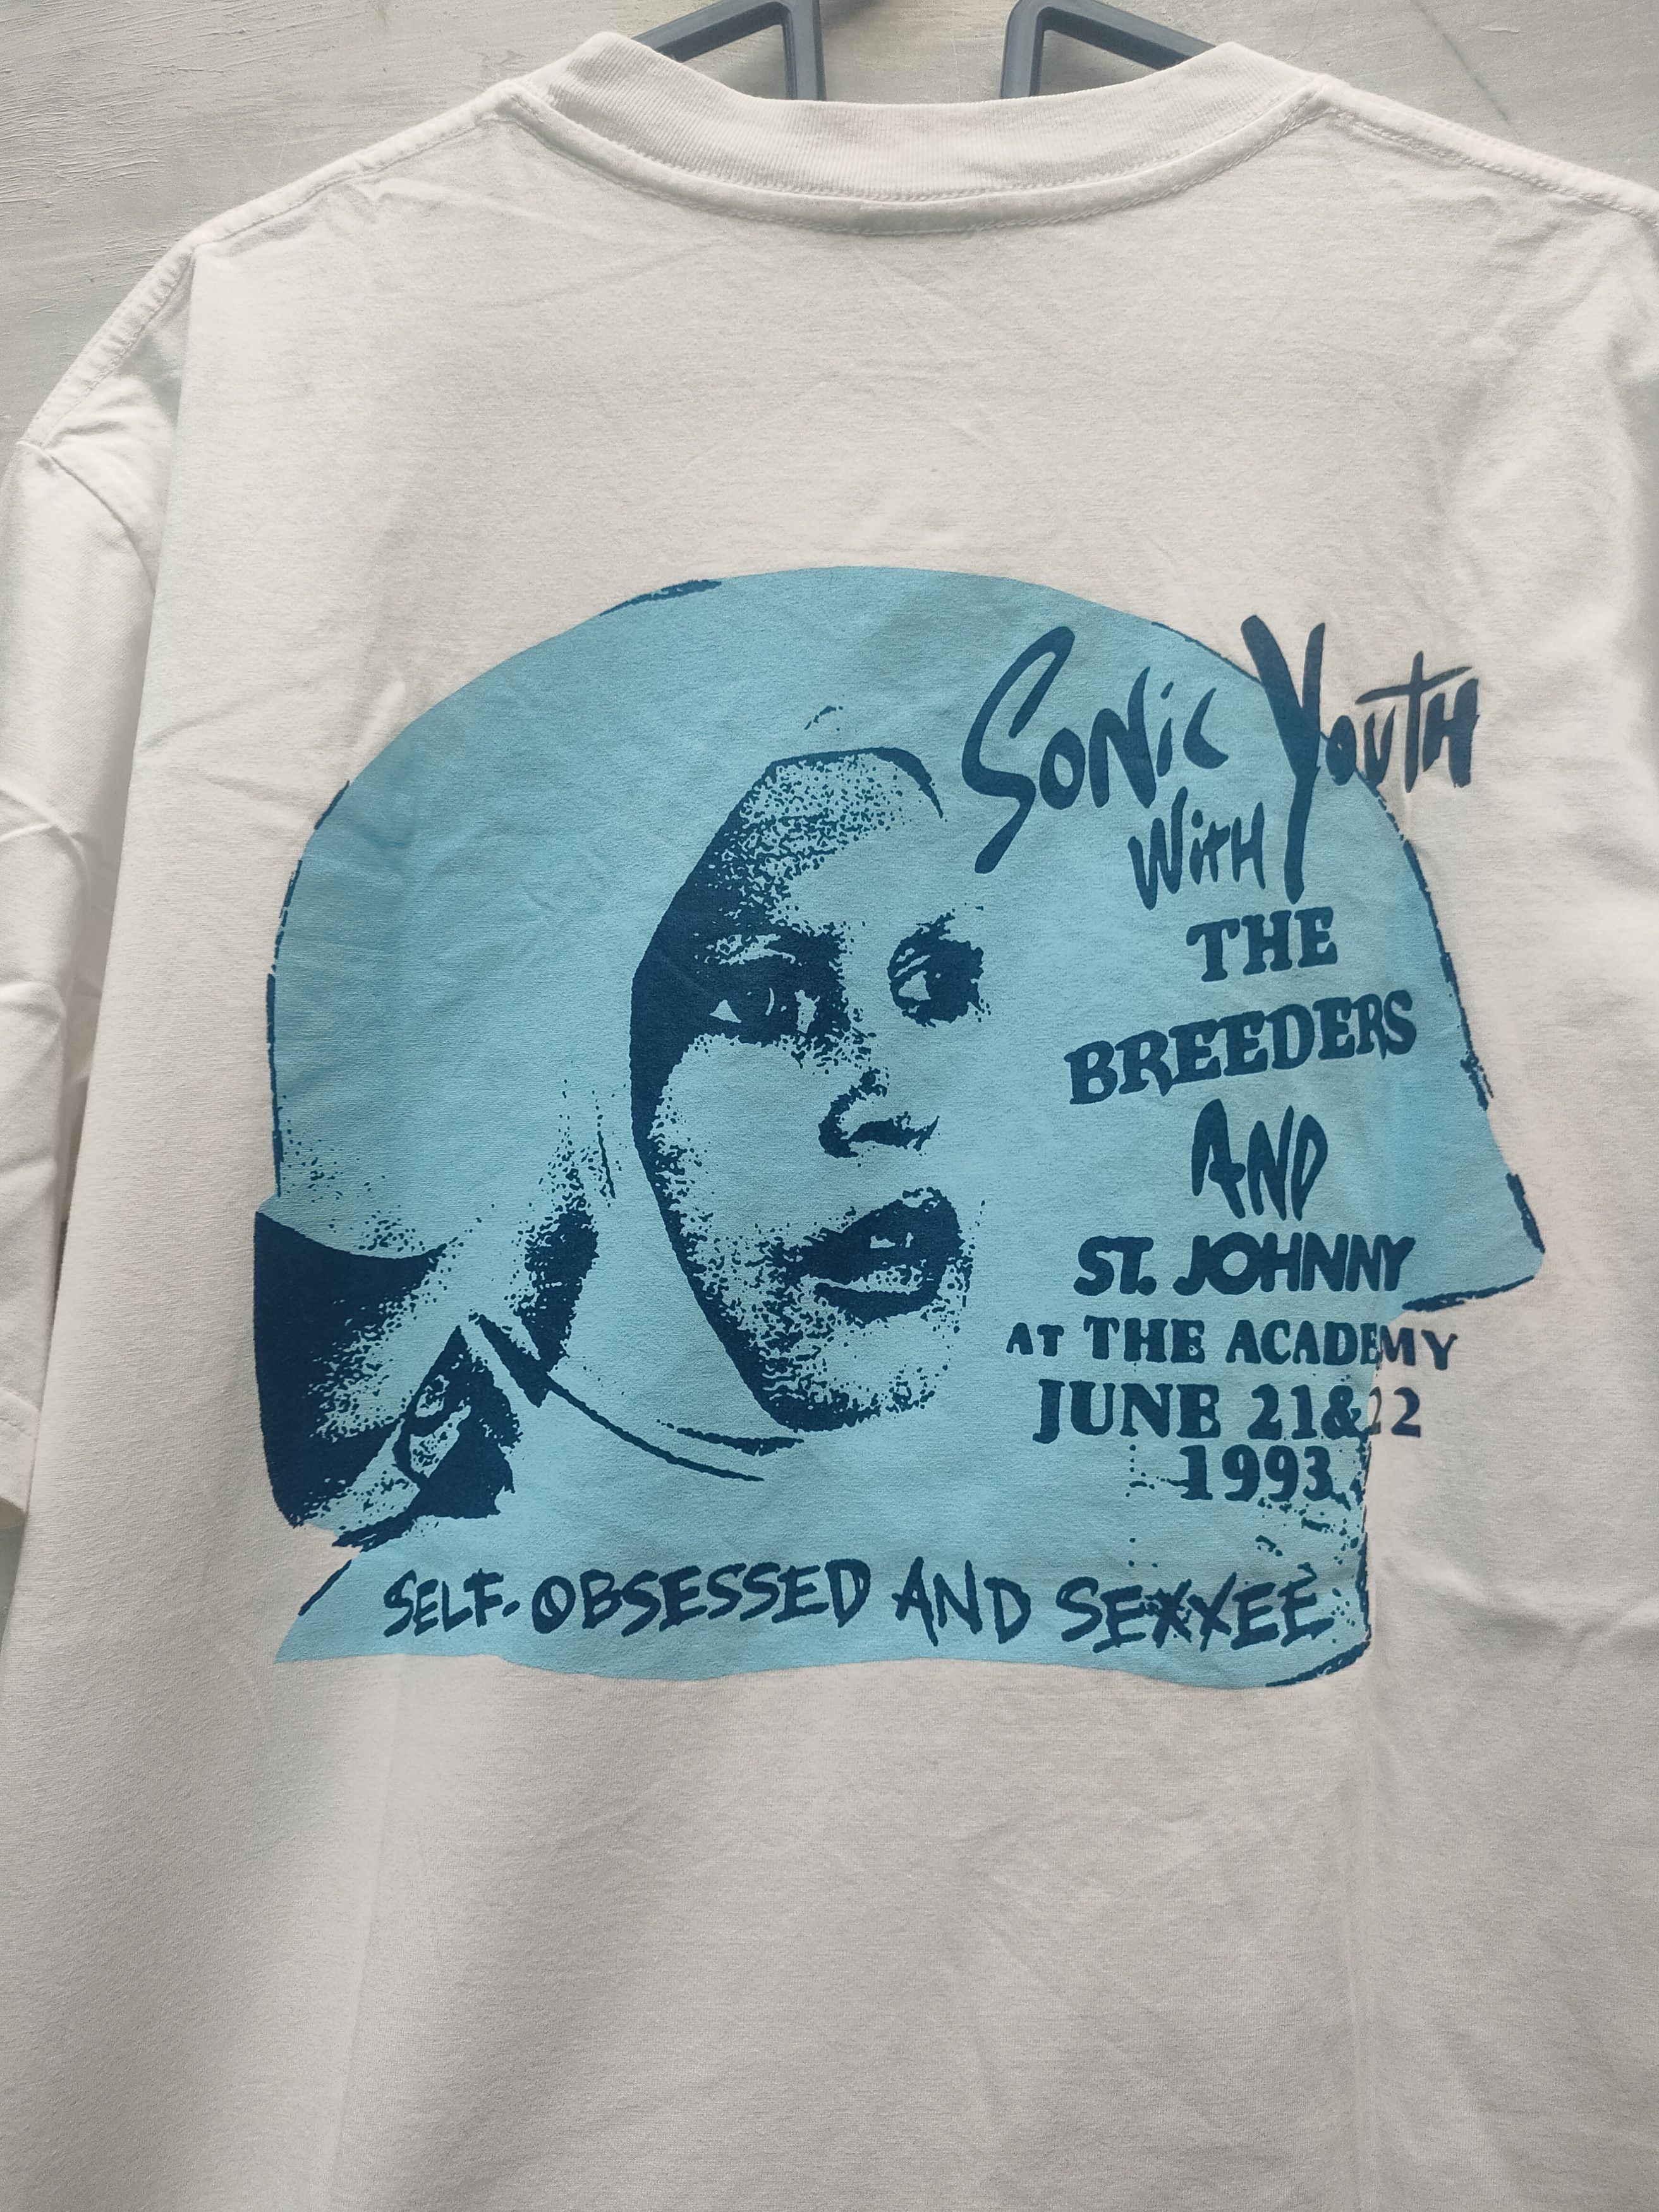 Sonic Youth
With
THE
BREEDERS
AND
ST. JOHNNY
AT THE ACADEMY
JUNE 21&22
1993
SELF-OBSESSED AND SEXXEE